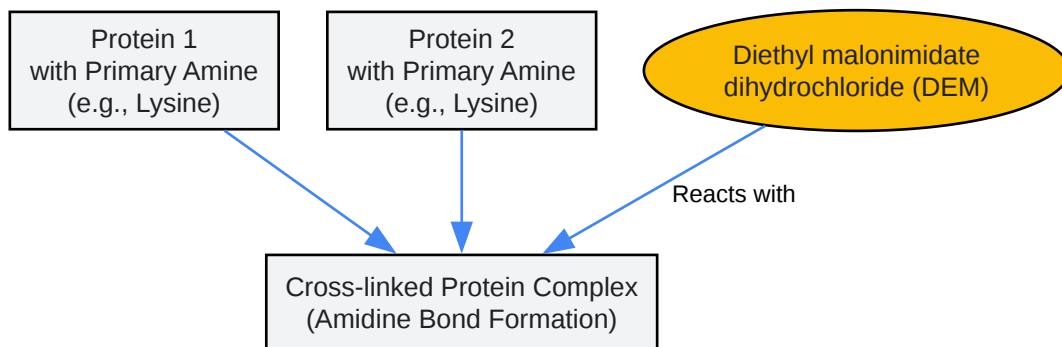 Protein 1
with Primary Amine
(e.g., Lysine)
Protein 2
with Primary Amine
(e.g., Lysine)
Diethyl malonimidate
dihydrochloride (DEM)
Reacts with
Cross-linked Protein Complex
(Amidine Bond Formation)